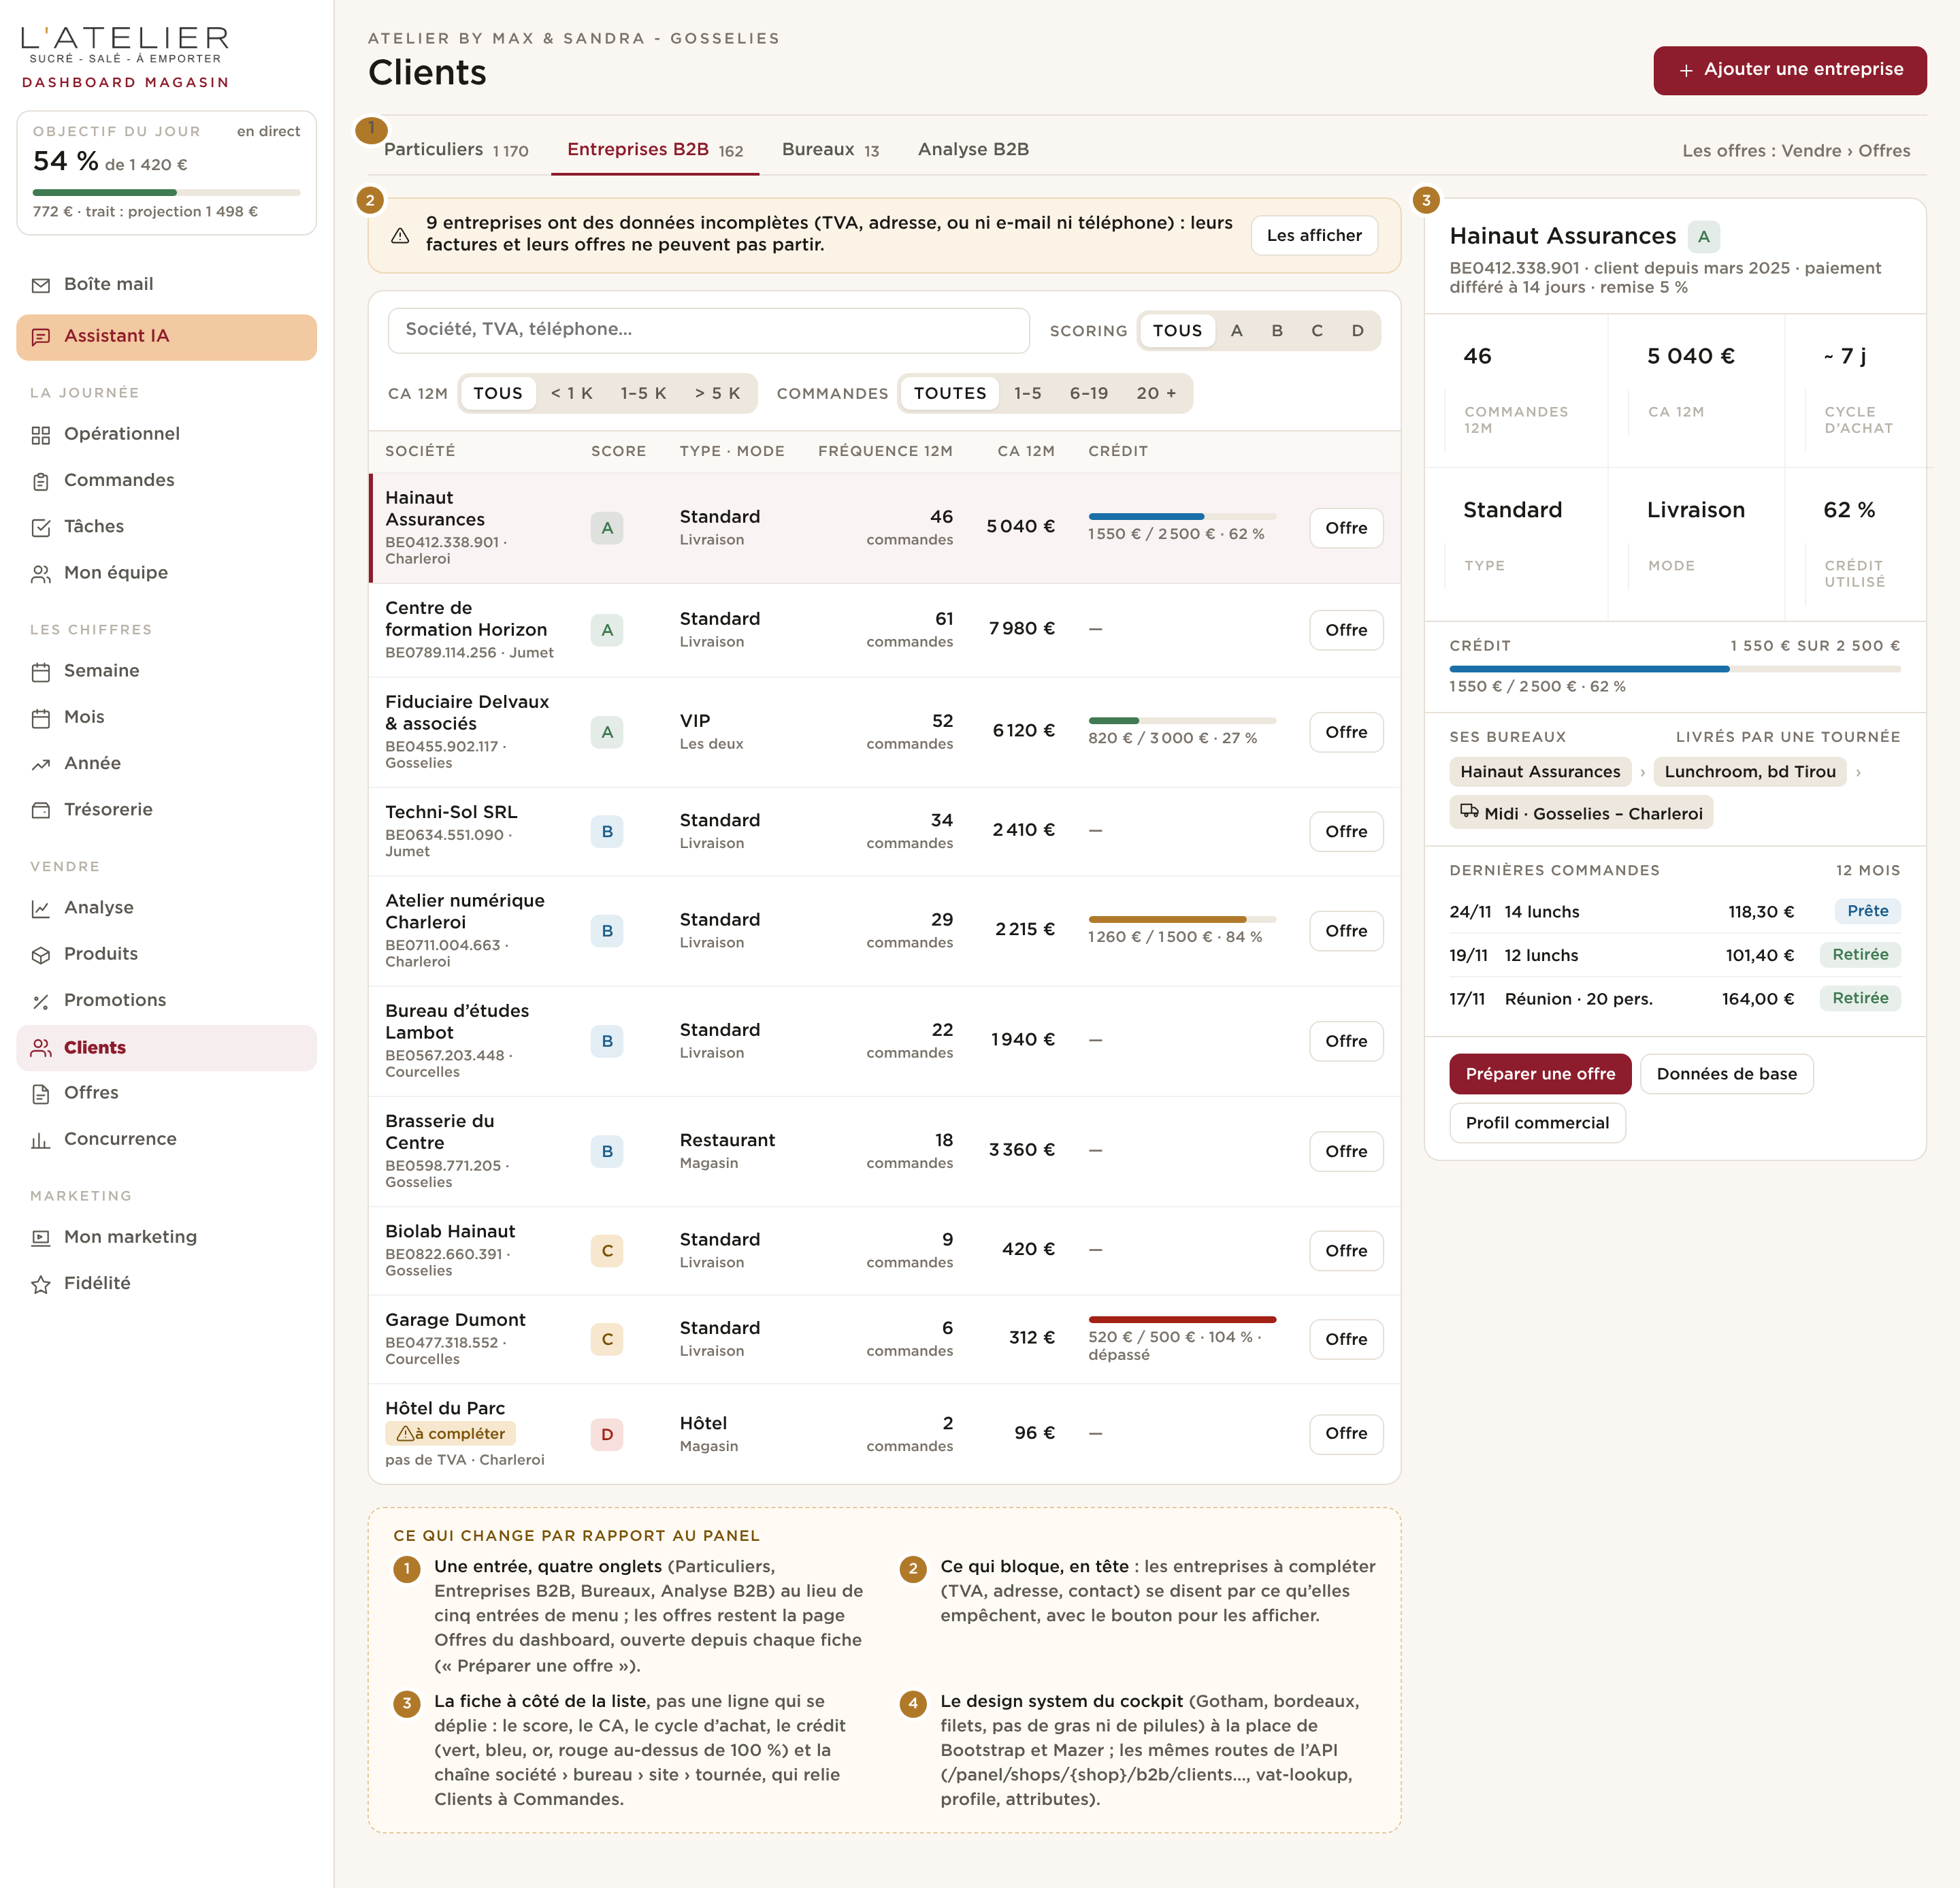 L'ATELIER
SUCRÉ - SALÉ - À EMPORTER
DASHBOARD MAGASIN
OBJECTIF DU JOUR en direct
54 % de 1 420 €
772 € · trait : projection 1 498 €
Boîte mail
Assistant IA
LA JOURNÉE
Opérationnel
Commandes
Tâches
Mon équipe
LES CHIFFRES
Semaine
Mois
Année
Trésorerie
VENDRE
Analyse
Produits
Promotions
Clients
Offres
Concurrence
MARKETING
Mon marketing
Fidélité
ATELIER BY MAX & SANDRA - GOSSELIES
Clients
+ Ajouter une entreprise
1
Particuliers 1 170 Entreprises B2B 162 Bureaux 13 Analyse B2B Les offres : Vendre › Offres
2
9 entreprises ont des données incomplètes (TVA, adresse, ou ni e-mail ni téléphone) : leurs
factures et leurs offres ne peuvent pas partir.
Les afficher
Société, TVA, téléphone… SCORING TOUS A B C D
CA 12M TOUS < 1 K 1–5 K > 5 K COMMANDES TOUTES 1–5 6–19 20 +
SOCIÉTÉ SCORE TYPE · MODE FRÉQUENCE 12M CA 12M CRÉDIT
Hainaut
Assurances
BE0412.338.901 ·
Charleroi
A
Standard
Livraison
46
commandes
5 040 €
1 550 € / 2 500 € · 62 %
Offre
Centre de
formation Horizon
BE0789.114.256 · Jumet
A
Standard
Livraison
61
commandes
7 980 €
—
Offre
Fiduciaire Delvaux
& associés
BE0455.902.117 ·
Gosselies
A
VIP
Les deux
52
commandes
6 120 €
820 € / 3 000 € · 27 %
Offre
Techni-Sol SRL
BE0634.551.090 ·
Jumet
B
Standard
Livraison
34
commandes
2 410 €
—
Offre
Atelier numérique
Charleroi
BE0711.004.663 ·
Charleroi
B
Standard
Livraison
29
commandes
2 215 €
1 260 € / 1 500 € · 84 %
Offre
Bureau d’études
Lambot
BE0567.203.448 ·
Courcelles
B
Standard
Livraison
22
commandes
1 940 €
—
Offre
Brasserie du
Centre
BE0598.771.205 ·
Gosselies
B
Restaurant
Magasin
18
commandes
3 360 €
—
Offre
Biolab Hainaut
BE0822.660.391 ·
Gosselies
C
Standard
Livraison
9
commandes
420 €
—
Offre
Garage Dumont
BE0477.318.552 ·
Courcelles
C
Standard
Livraison
6
commandes
312 €
520 € / 500 € · 104 % ·
dépassé
Offre
Hôtel du Parc
à compléter
pas de TVA · Charleroi
D
Hôtel
Magasin
2
commandes
96 €
—
Offre
3
Hainaut Assurances A
BE0412.338.901 · client depuis mars 2025 · paiement
différé à 14 jours · remise 5 %
46
COMMANDES
12M
5 040 €
CA 12M
~ 7 j
CYCLE
D’ACHAT
Standard
TYPE
Livraison
MODE
62 %
CRÉDIT
UTILISÉ
CRÉDIT 1 550 € SUR 2 500 €
1 550 € / 2 500 € · 62 %
SES BUREAUX LIVRÉS PAR UNE TOURNÉE
Hainaut Assurances › Lunchroom, bd Tirou ›
Midi · Gosselies – Charleroi
DERNIÈRES COMMANDES 12 MOIS
24/11 14 lunchs 118,30 € Prête
19/11 12 lunchs 101,40 € Retirée
17/11 Réunion · 20 pers. 164,00 € Retirée
Préparer une offre Données de base
Profil commercial
CE QUI CHANGE PAR RAPPORT AU PANEL
1
Une entrée, quatre onglets (Particuliers,
Entreprises B2B, Bureaux, Analyse B2B) au lieu de
cinq entrées de menu ; les offres restent la page
Offres du dashboard, ouverte depuis chaque fiche
(« Préparer une offre »).
2
Ce qui bloque, en tête : les entreprises à compléter
(TVA, adresse, contact) se disent par ce qu’elles
empêchent, avec le bouton pour les afficher.
3
La fiche à côté de la liste, pas une ligne qui se
déplie : le score, le CA, le cycle d’achat, le crédit
(vert, bleu, or, rouge au-dessus de 100 %) et la
chaîne société › bureau › site › tournée, qui relie
Clients à Commandes.
4
Le design system du cockpit (Gotham, bordeaux,
filets, pas de gras ni de pilules) à la place de
Bootstrap et Mazer ; les mêmes routes de l’API
(/panel/shops/{shop}/b2b/clients…, vat-lookup,
profile, attributes).